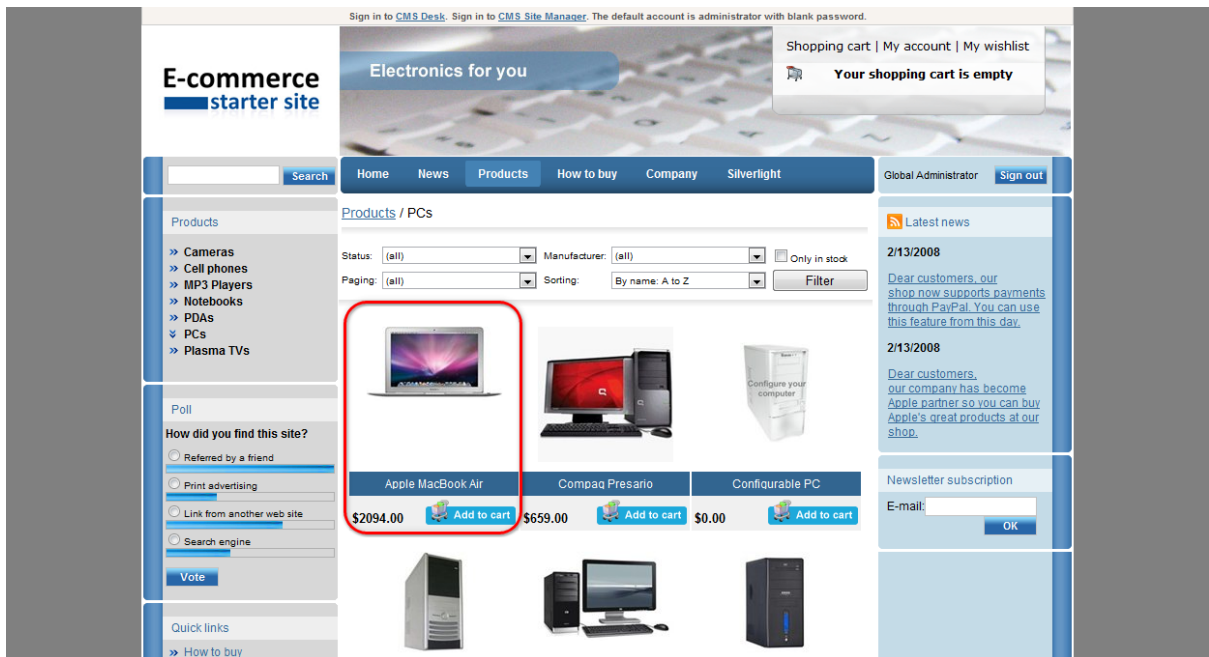 Sign in to CMS Desk. Sign in to CMS Site Manager. The default account is administrator with blank password.
E-commerce
starter site
Electronics for you
Shopping cart | My account | My wishlist
Your shopping cart is empty
Search
Home News Products How to buy Company Silverlight
Global Administrator Sign out
Products
Cameras
Cell phones
MP3 Players
Notebooks
PDAs
PCs
Plasma TVs
Poll
How did you find this site?
Referred by a friend
Print advertising
Link from another web site
Search engine
Vote
Quick links
How to buy
Products / PCs
Status: (all) Manufacturer: (all) Only in stock
Paging: (all) Sorting: By name: A to Z Filter
Configure your
computer
Apple MacBook Air Compaq Presario Configurable PC
$2094.00 Add to cart $659.00 Add to cart $0.00 Add to cart
Latest news
2/13/2008
Dear customers, our
shop now supports payments
through PayPal. You can use
this feature from this day.
2/13/2008
Dear customers,
our company has become
Apple partner so you can buy
Apple's great products at our
shop.
Newsletter subscription
E-mail:
OK